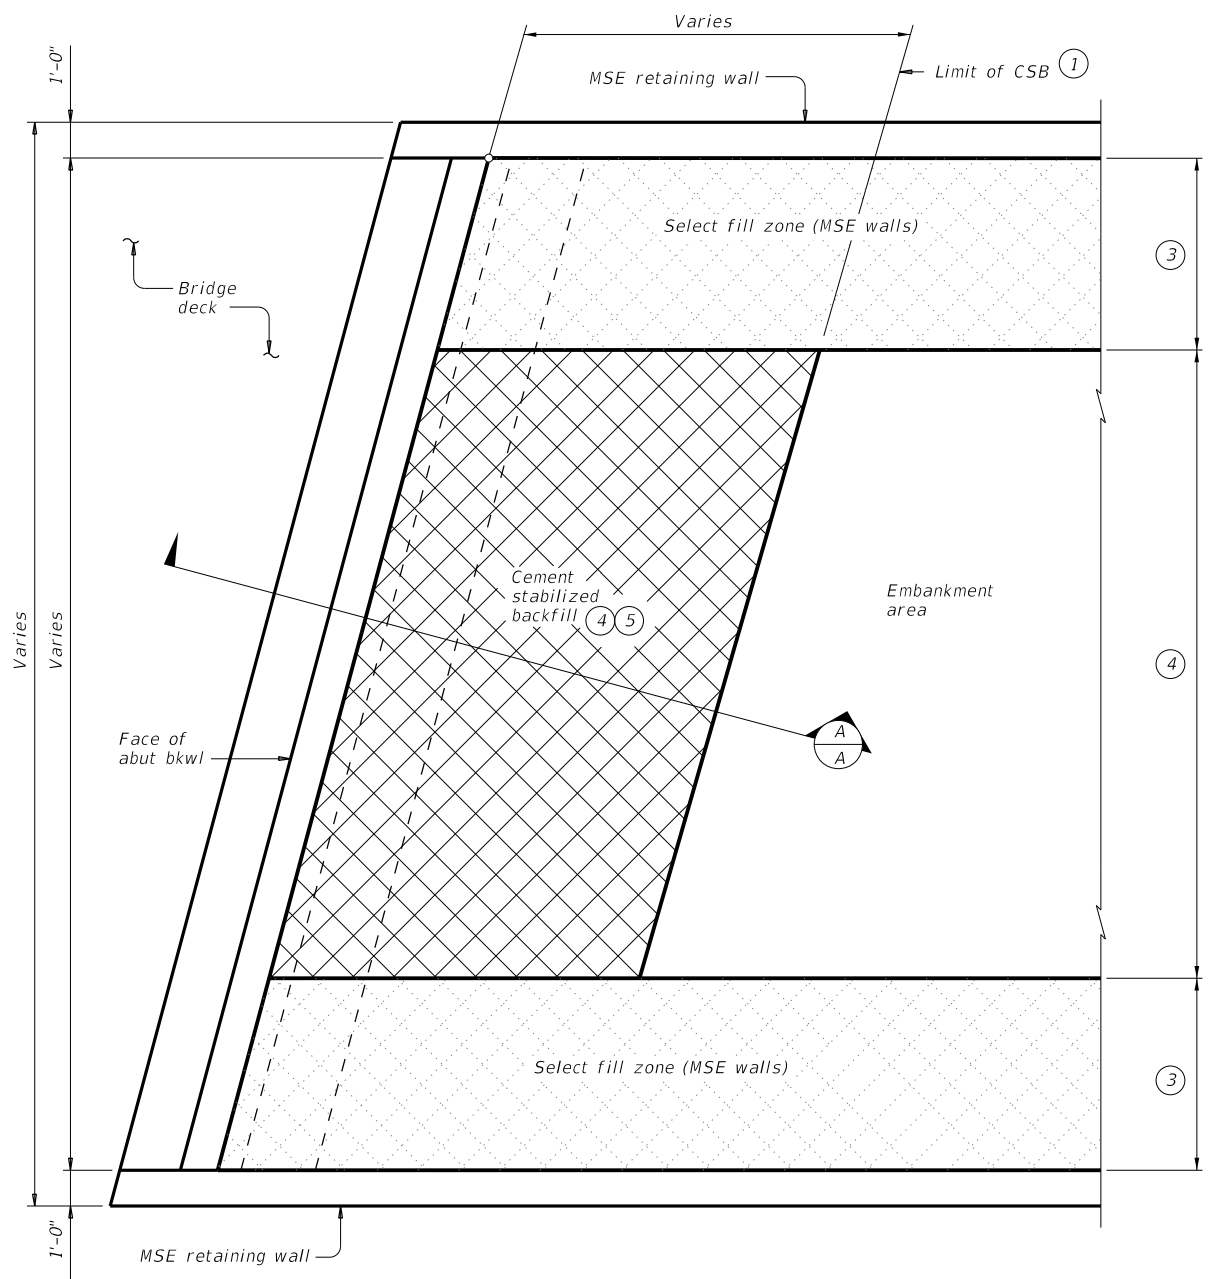 Varies
1'-0"
MSE retaining wall
Limit of CSB 1
Select fill zone (MSE walls)
3
Bridge
deck
Cement
stabilized
backfill 4 5
Embankment
area
Varies
Varies
4
Face of
abut bkwl
A
A
Select fill zone (MSE walls)
3
1'-0"
MSE retaining wall